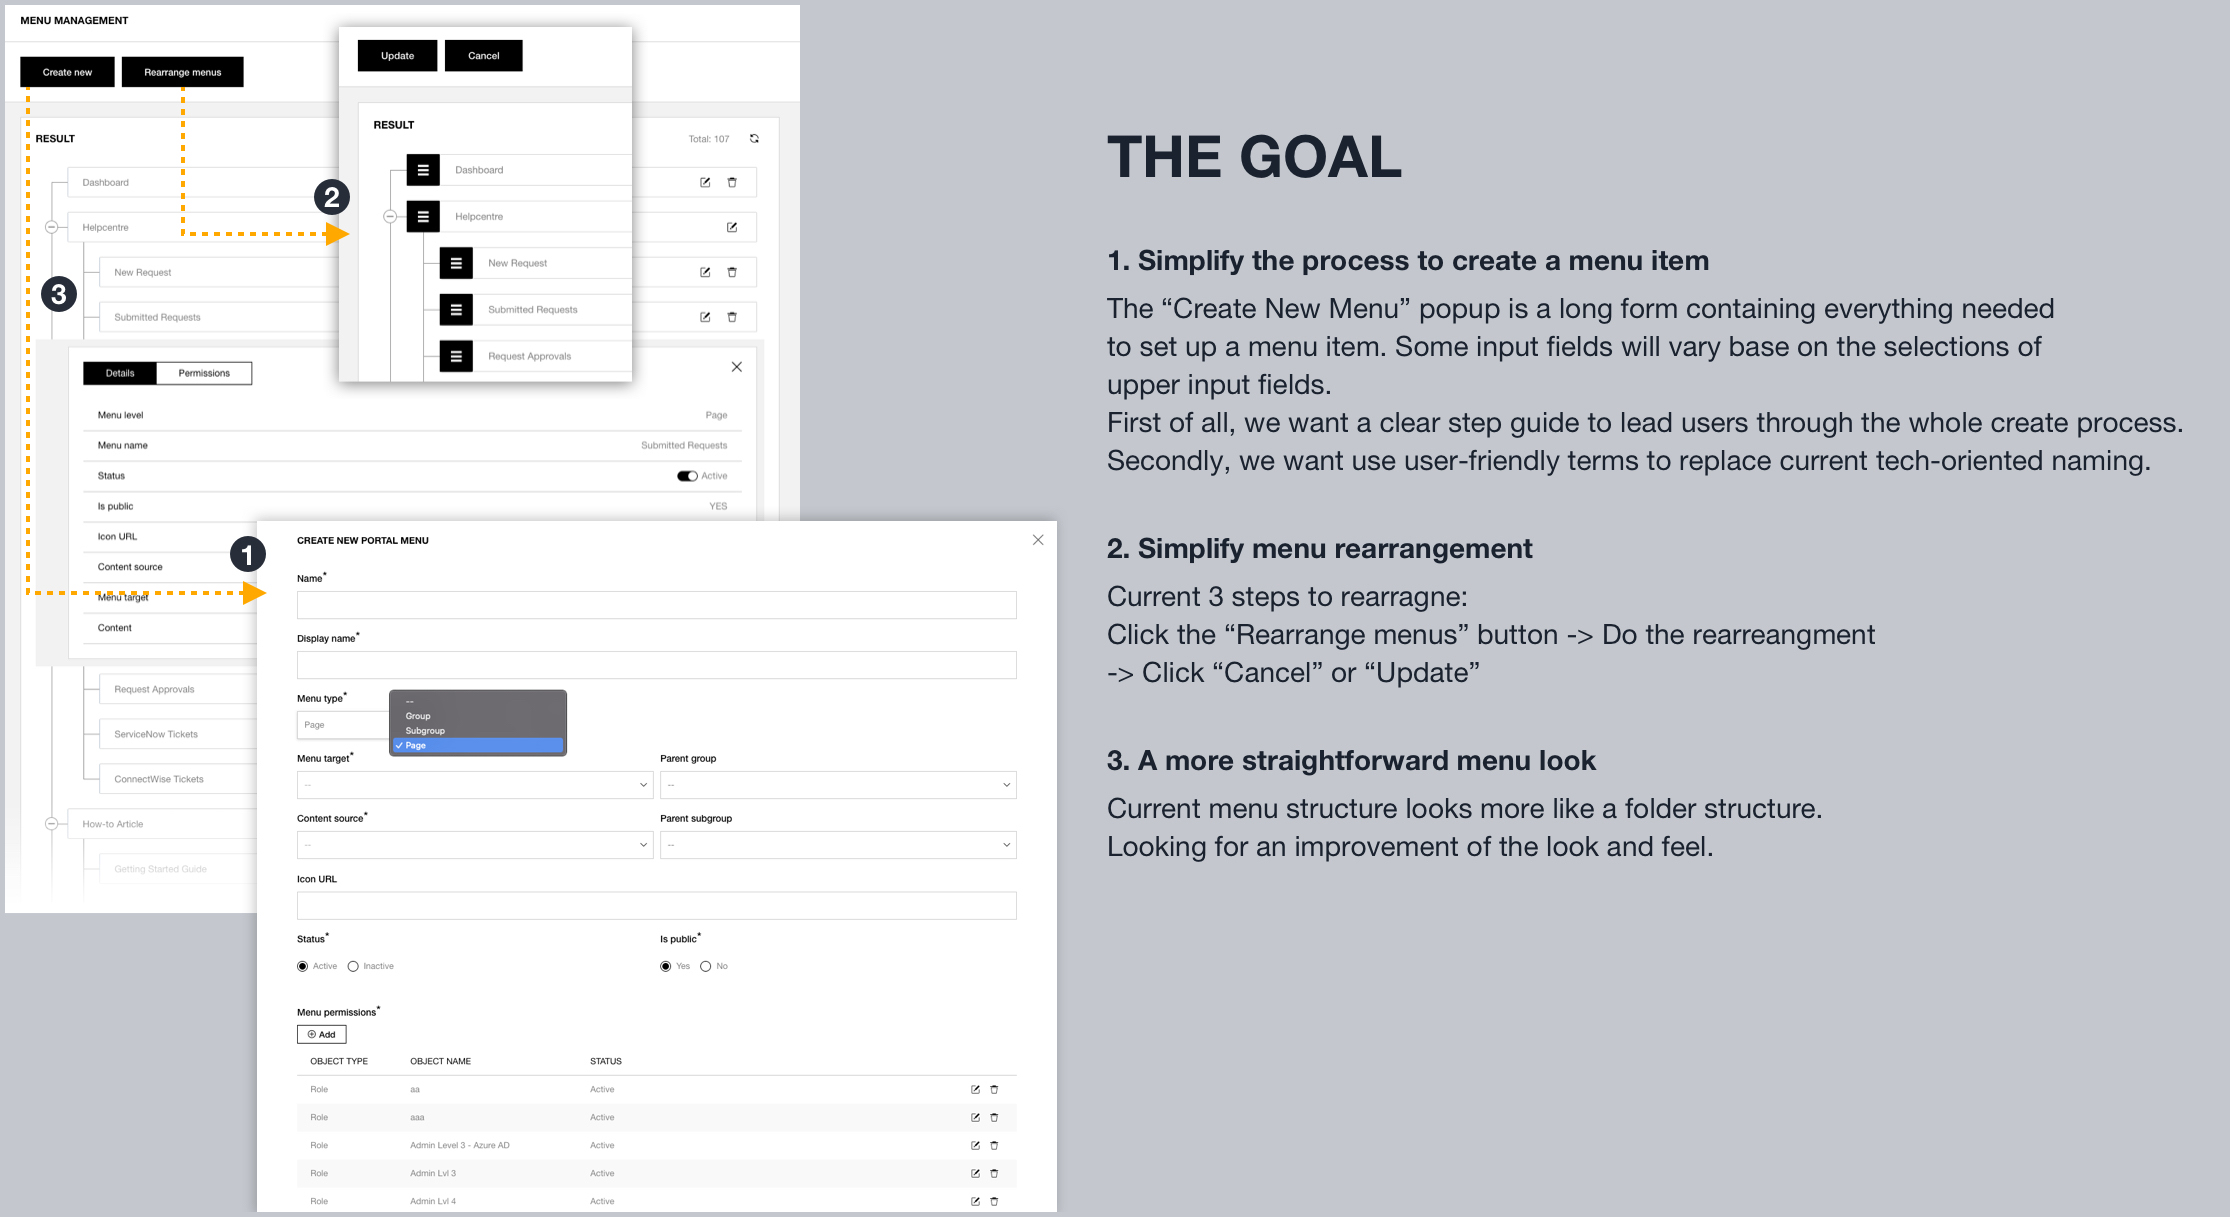 MENU MANAGEMENT
Create new
Rearrange menus
RESULT
Total: 107
Dashboard
Helpcentre
New Request
Submitted Requests
Details
Permissions
Menu level
Page
Menu name
Submitted Requests
Status
Active
Is public
YES
Icon URL
Content source
Menu target
Content
Request Approvals
ServiceNow Tickets
ConnectWise Tickets
How-to Article
Getting Started Guide
3
2
Update
Cancel
RESULT
Dashboard
Helpcentre
New Request
Submitted Requests
Request Approvals
1
CREATE NEW PORTAL MENU
Name*
Display name*
Menu type*
Page
--
Group
Subgroup
✓ Page
Menu target*
Parent group
--
--
Content source*
Parent subgroup
--
--
Icon URL
Status*
Is public*
Active
Inactive
Yes
No
Menu permissions*
Add
OBJECT TYPE OBJECT NAME STATUS
Role aa Active
Role aaa Active
Role Admin Level 3 - Azure AD Active
Role Admin Lvl 3 Active
Role Admin Lvl 4 Active
THE GOAL
1. Simplify the process to create a menu item
The “Create New Menu” popup is a long form containing everything needed
to set up a menu item. Some input fields will vary base on the selections of
upper input fields.
First of all, we want a clear step guide to lead users through the whole create process.
Secondly, we want use user-friendly terms to replace current tech-oriented naming.
2. Simplify menu rearrangement
Current 3 steps to rearragne:
Click the “Rearrange menus” button -> Do the rearreangment
-> Click “Cancel” or “Update”
3. A more straightforward menu look
Current menu structure looks more like a folder structure.
Looking for an improvement of the look and feel.